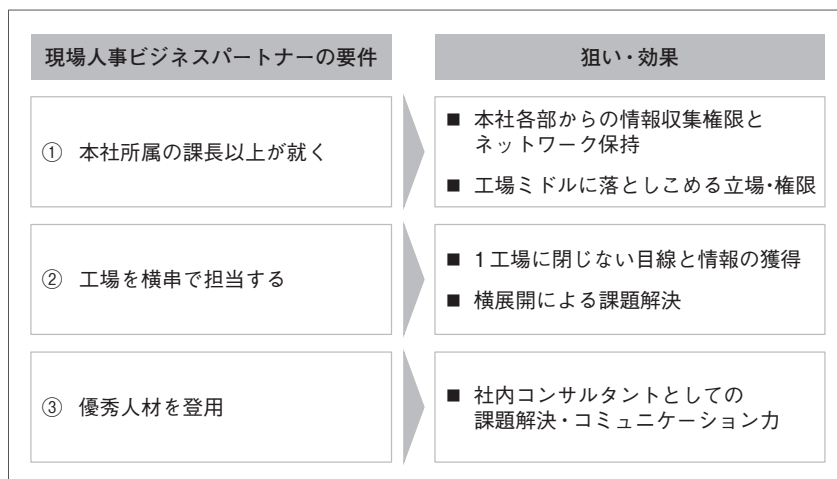 現場人事ビジネスパートナーの要件
狙い・効果
① 本社所属の課長以上が就く
■ 本社各部からの情報収集権限と
ネットワーク保持
■ 工場ミドルに落としこめる立場・権限
② 工場を横串で担当する
■ 1工場に閉じない目線と情報の獲得
■ 横展開による課題解決
③ 優秀人材を登用
■ 社内コンサルタントとしての
課題解決・コミュニケーション力